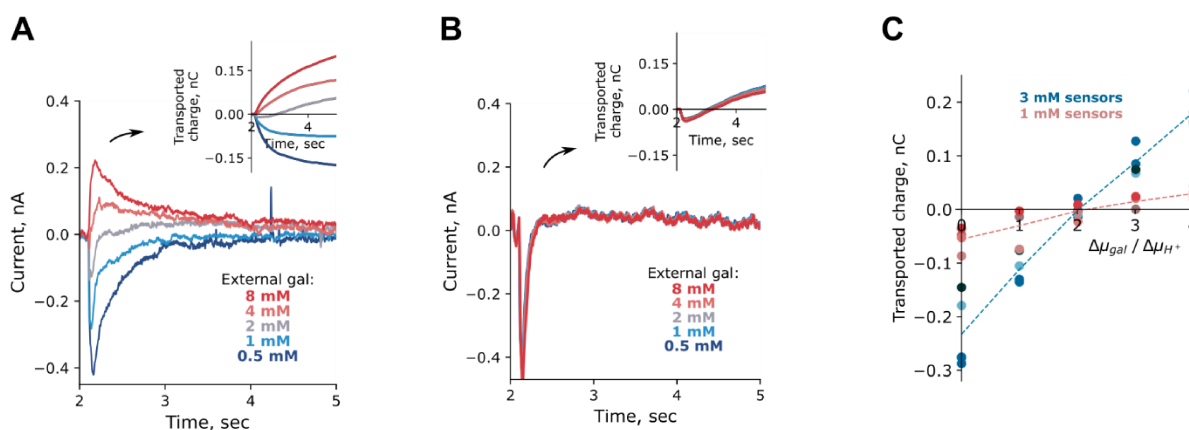 A
Transported
charge, nC
0.15
0.00
−0.15
2
4
Time, sec
Current, nA
0.4
0.2
0.0
−0.2
−0.4
External gal:
8 mM
4 mM
2 mM
1 mM
0.5 mM
2
3
4
5
Time, sec
B
Transported
charge, nC
0.15
0.00
−0.15
2
4
Time, sec
Current, nA
0.4
0.2
0.0
−0.2
−0.4
External gal:
8 mM
4 mM
2 mM
1 mM
0.5 mM
2
3
4
5
Time, sec
C
Transported charge, nC
0.2
0.1
0.0
−0.1
−0.2
−0.3
3 mM sensors
1 mM sensors
0
1
2
3
Δμgal / ΔμH+